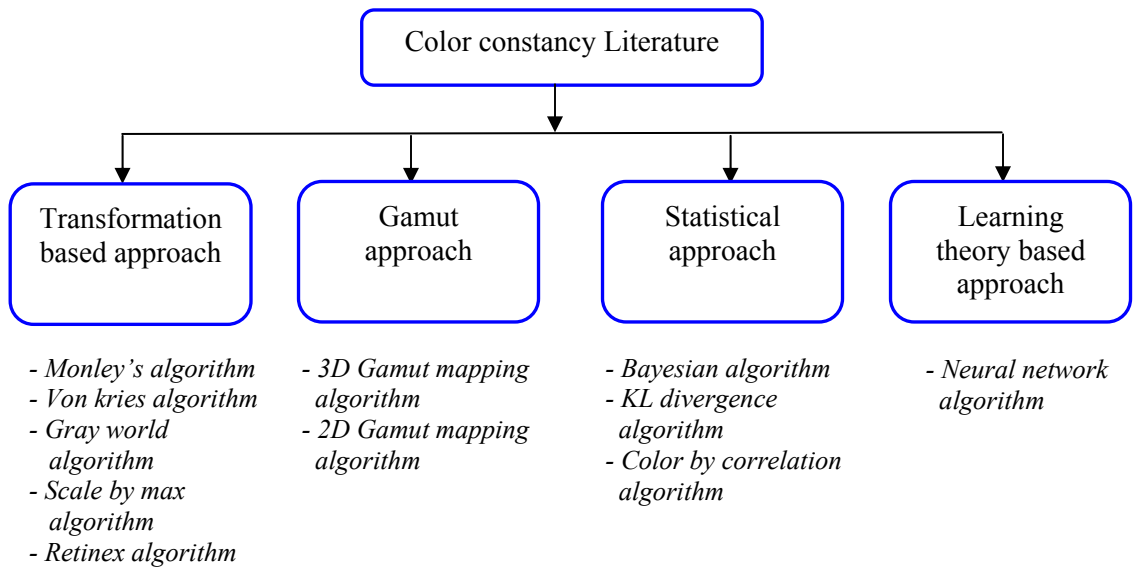 Color constancy Literature
Transformation
based approach
Gamut
approach
Statistical
approach
Learning
theory based
approach
- Monley's algorithm
- Von kries algorithm
- Gray world
algorithm
- Scale by max
algorithm
- Retinex algorithm
- 3D Gamut mapping
algorithm
- 2D Gamut mapping
algorithm
- Bayesian algorithm
- KL divergence
algorithm
- Color by correlation
algorithm
- Neural network
algorithm